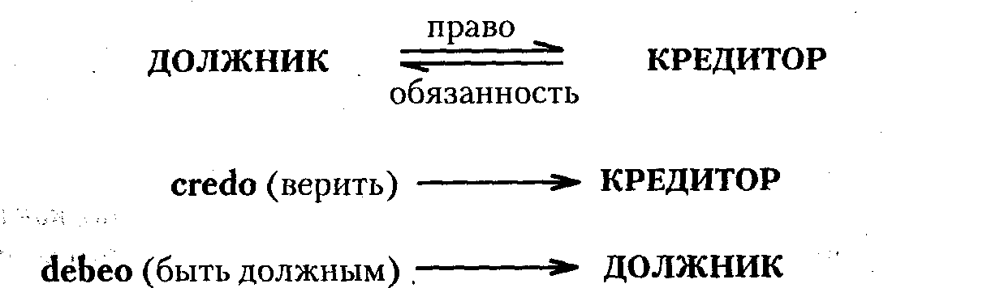 право
ДОЛЖНИК КРЕДИТОР
обязанность
credo (верить) КРЕДИТОР
debeo (быть должным) ДОЛЖНИК